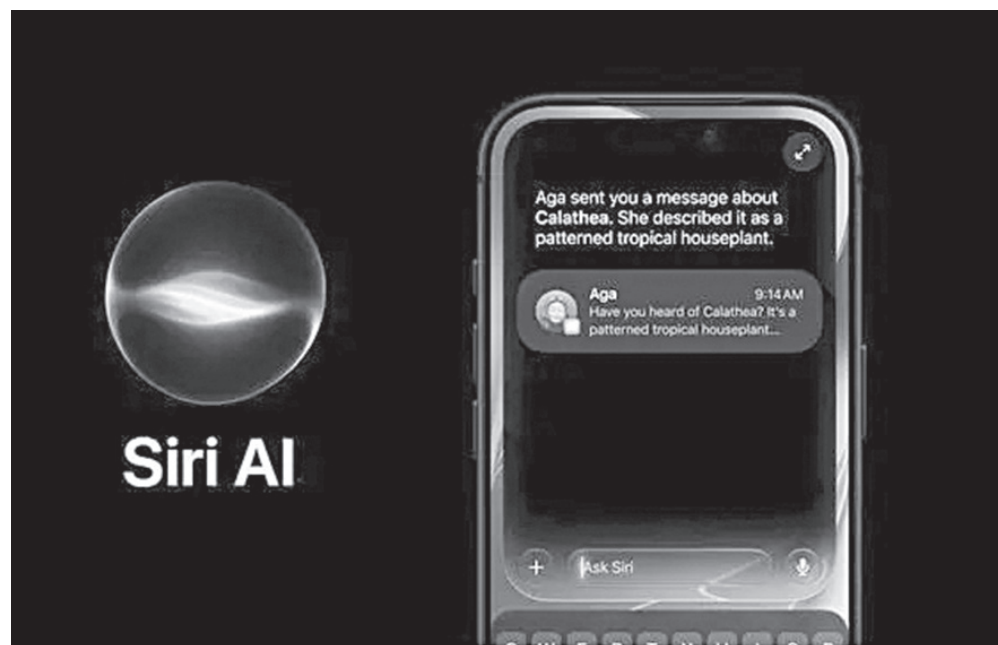 Aga sent you a message about
Calathea. She described it as a
patterned tropical houseplant.
Aga 9:14 AM
Have you heard of Calathea? It's a
patterned tropical houseplant...
Siri AI
Ask Siri